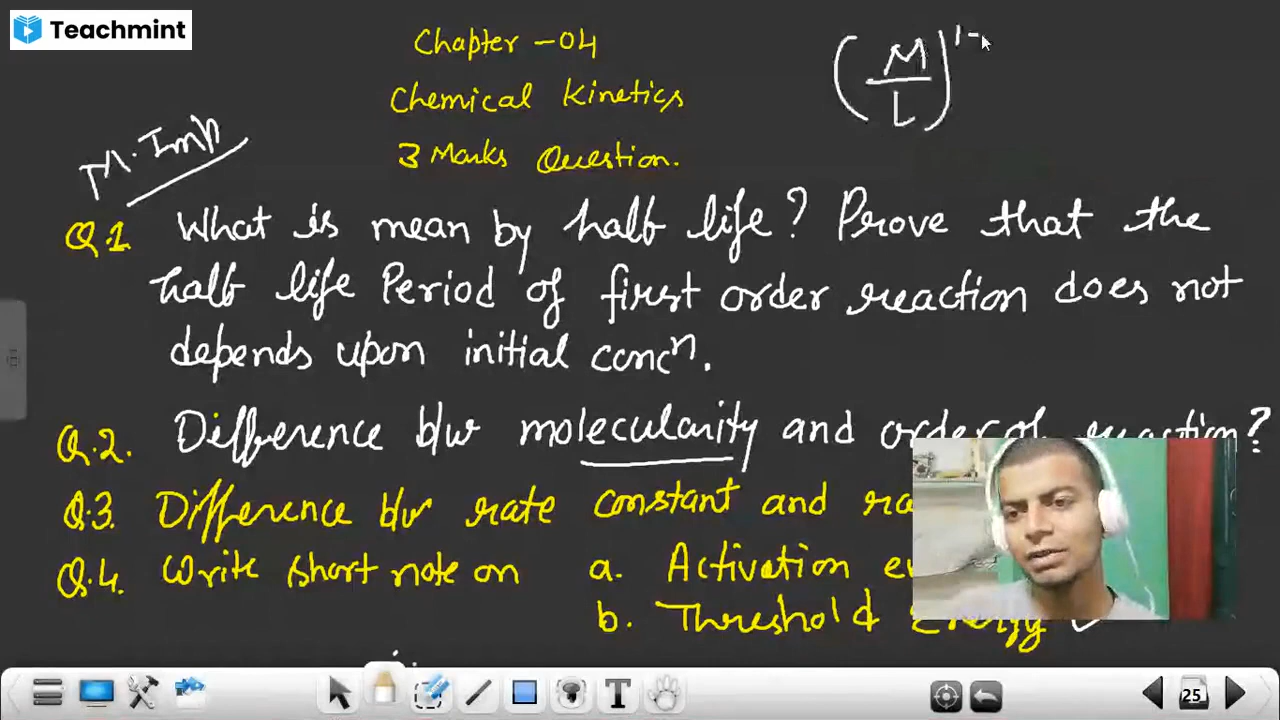 Teachmint
Chapter - 04
Chemical Kinetics
3 Marks Question.
(M/L)^1-
M. Imp
Q.1 What is mean by half life? Prove that the
half life Period of first order reaction does not
depends upon initial concⁿ.
Q.2. Difference b/w molecularity and order of reaction?
Q.3 Difference b/w rate constant and
Q.4. Write short note on a. Activation
b. Threshold Energy
25